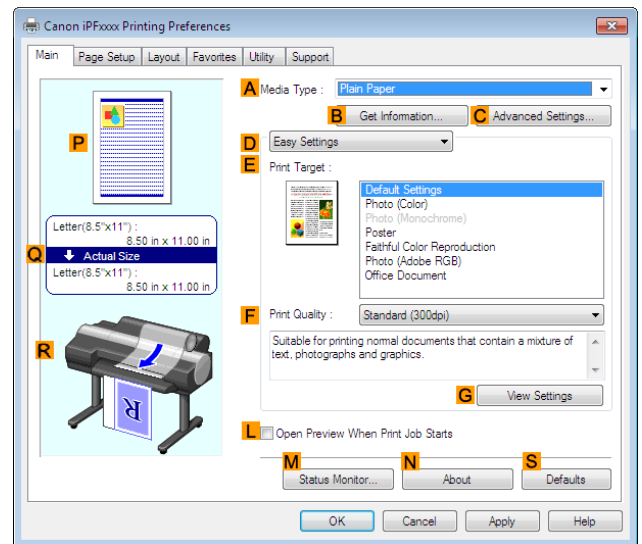 Canon iPFxxxx Printing Preferences
Main Page Setup Layout Favorites Utility Support
A Media Type : Plain Paper
B Get Information... C Advanced Settings...
D Easy Settings
E Print Target :
Default Settings
Photo (Color)
Photo (Monochrome)
Poster
Faithful Color Reproduction
Photo (Adobe RGB)
Office Document
P
Letter(8.5"x11") :
8.50 in x 11.00 in
Q Actual Size
Letter(8.5"x11") :
8.50 in x 11.00 in
F Print Quality : Standard (300dpi)
Suitable for printing normal documents that contain a mixture of
text, photographs and graphics.
R
R
G View Settings
L Open Preview When Print Job Starts
M Status Monitor... N About S Defaults
OK Cancel Apply Help